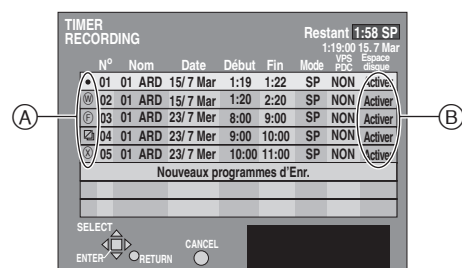 TIMER
RECORDING
Restant 1:58 SP
1:19:00 15. 7 Mar
Nº Nom Date Début Fin Mode VPS PDC Espace disque
01 01 ARD 15/ 7 Mar 1:19 1:22 SP NON Activer
W 02 01 ARD 15/ 7 Mar 1:20 2:20 SP NON Activer
F 03 01 ARD 23/ 7 Mer 8:00 9:00 SP NON Activer
04 01 ARD 23/ 7 Mer 9:00 10:00 SP NON Activer
X 05 01 ARD 23/ 7 Mer 10:00 11:00 SP NON Activer
A
B
Nouveaux programmes d'Enr.
SELECT
ENTER RETURN
CANCEL